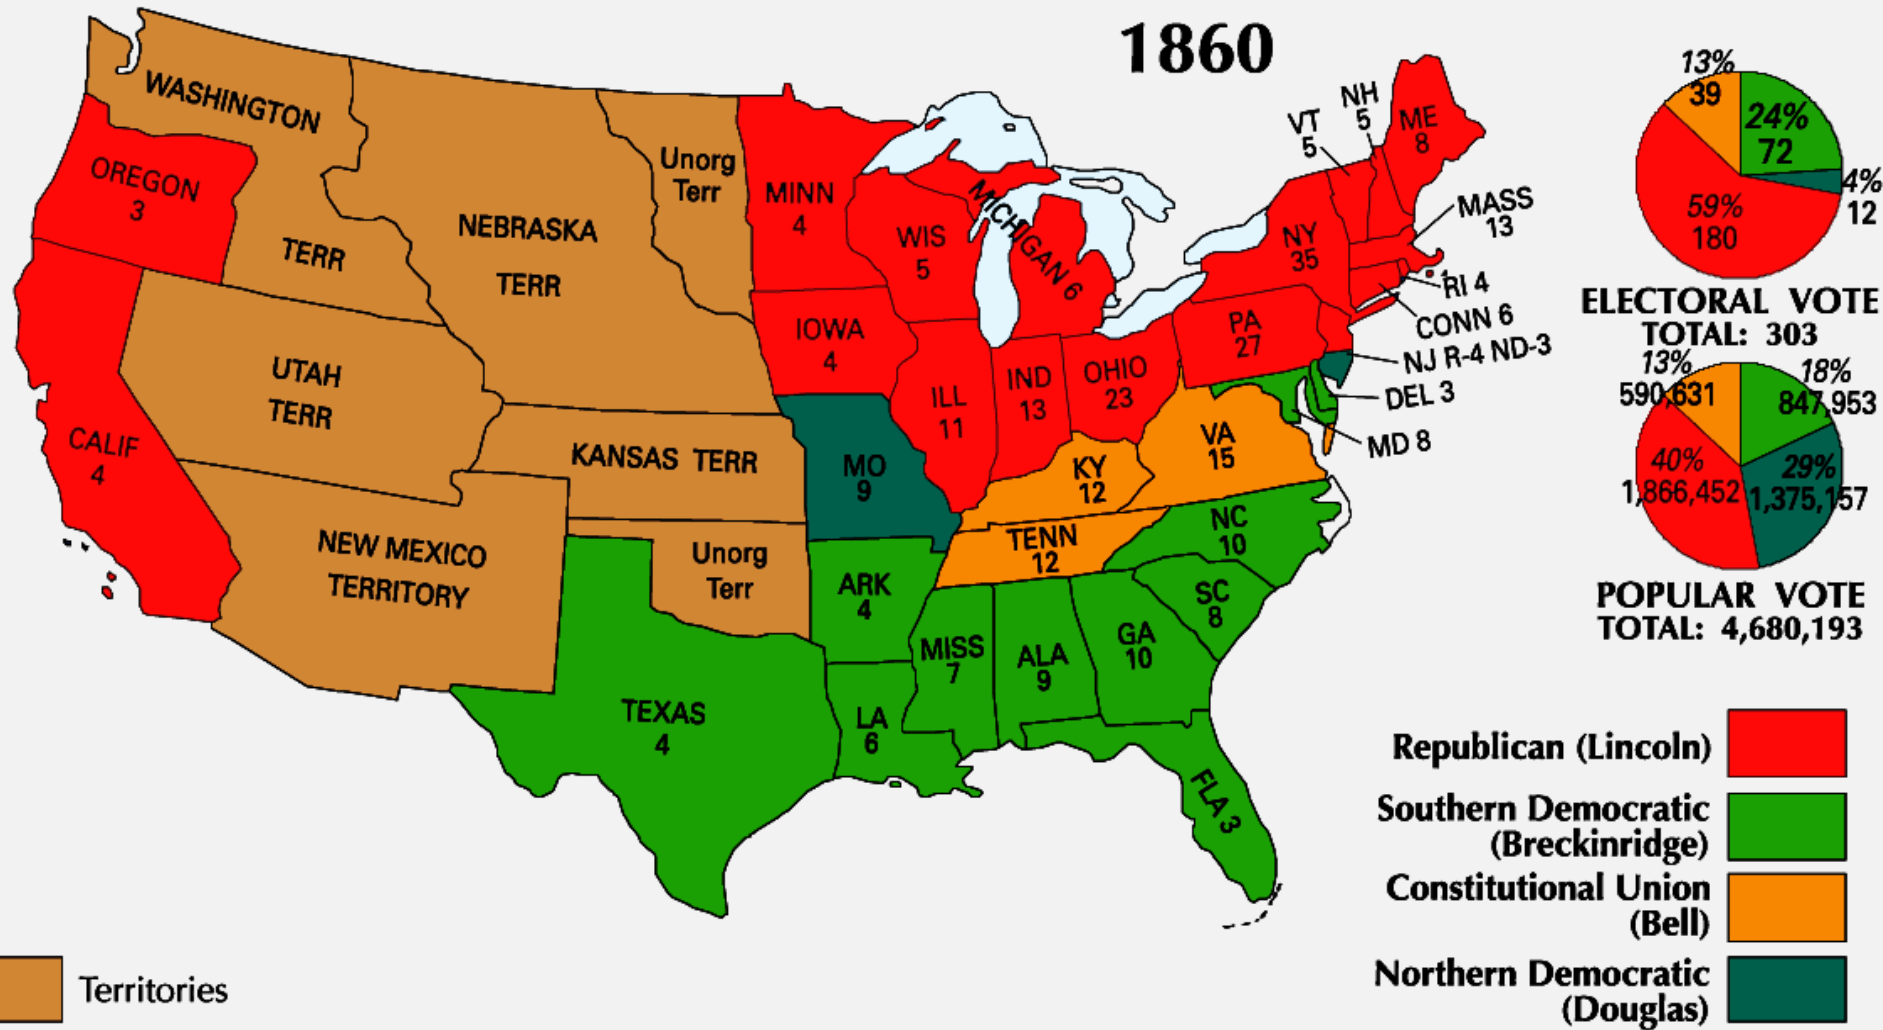 1860
WASHINGTON
TERR
OREGON
3
CALIF
4
UTAH
TERR
NEBRASKA
TERR
Unorg
Terr
KANSAS TERR
NEW MEXICO
TERRITORY
Unorg
Terr
TEXAS
4
MINN
4
IOWA
4
MO
9
ARK
4
LA
6
WIS
5
MICHIGAN 6
ILL
11
IND
13
OHIO
23
KY
12
TENN
12
MISS
7
ALA
9
GA
10
FLA 3
SC
8
NC
10
VA
15
PA
27
NY
35
VT
5
NH
5
ME
8
MASS
13
RI 4
CONN 6
NJ R-4 ND-3
DEL 3
MD 8
13%
39
24%
72
4%
12
59%
180
ELECTORAL VOTE
TOTAL: 303
13%
590,631
18%
847,953
40%
1,866,452
29%
1,375,157
POPULAR VOTE
TOTAL: 4,680,193
Republican (Lincoln)
Southern Democratic
(Breckinridge)
Constitutional Union
(Bell)
Northern Democratic
(Douglas)
Territories